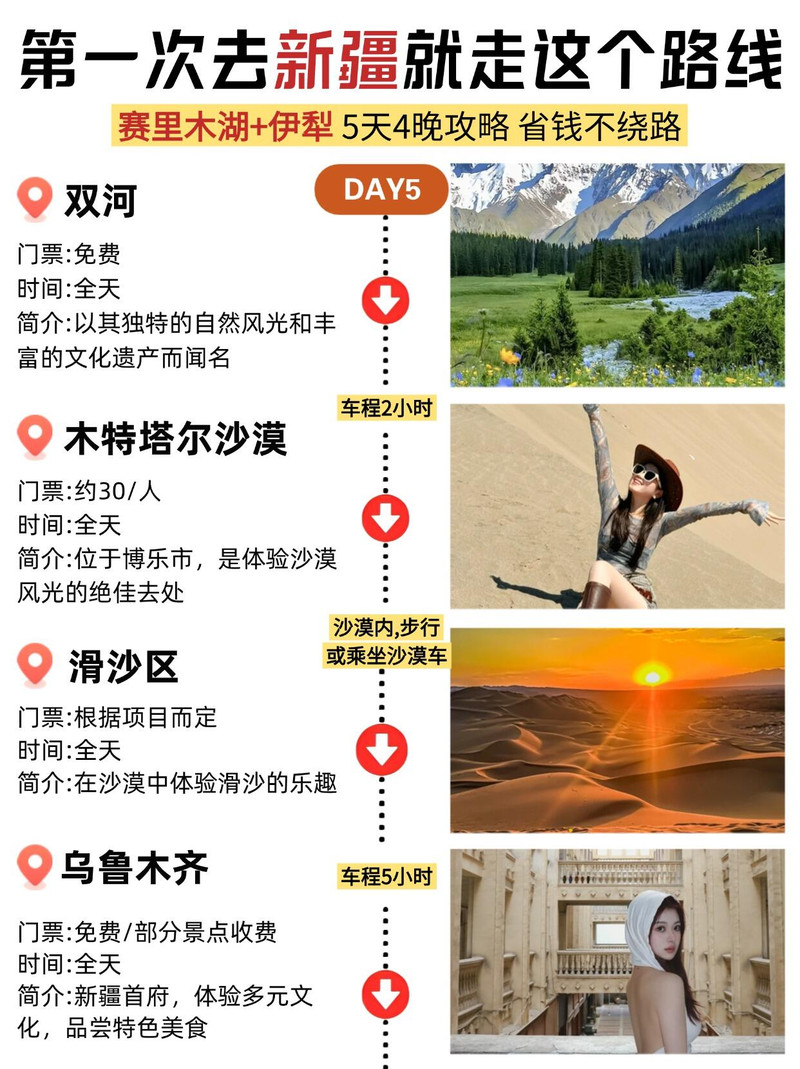 第一次去新疆就走这个路线
赛里木湖+伊犁 5天4晚攻略 省钱不绕路
DAY5
双河
门票:免费
时间:全天
简介:以其独特的自然风光和丰
富的文化遗产而闻名
车程2小时
木特塔尔沙漠
门票:约30/人
时间:全天
简介:位于博乐市，是体验沙漠
风光的绝佳去处
沙漠内,步行
或乘坐沙漠车
滑沙区
门票:根据项目而定
时间:全天
简介:在沙漠中体验滑沙的乐趣
乌鲁木齐
车程5小时
门票:免费/部分景点收费
时间:全天
简介:新疆首府，体验多元文
化，品尝特色美食